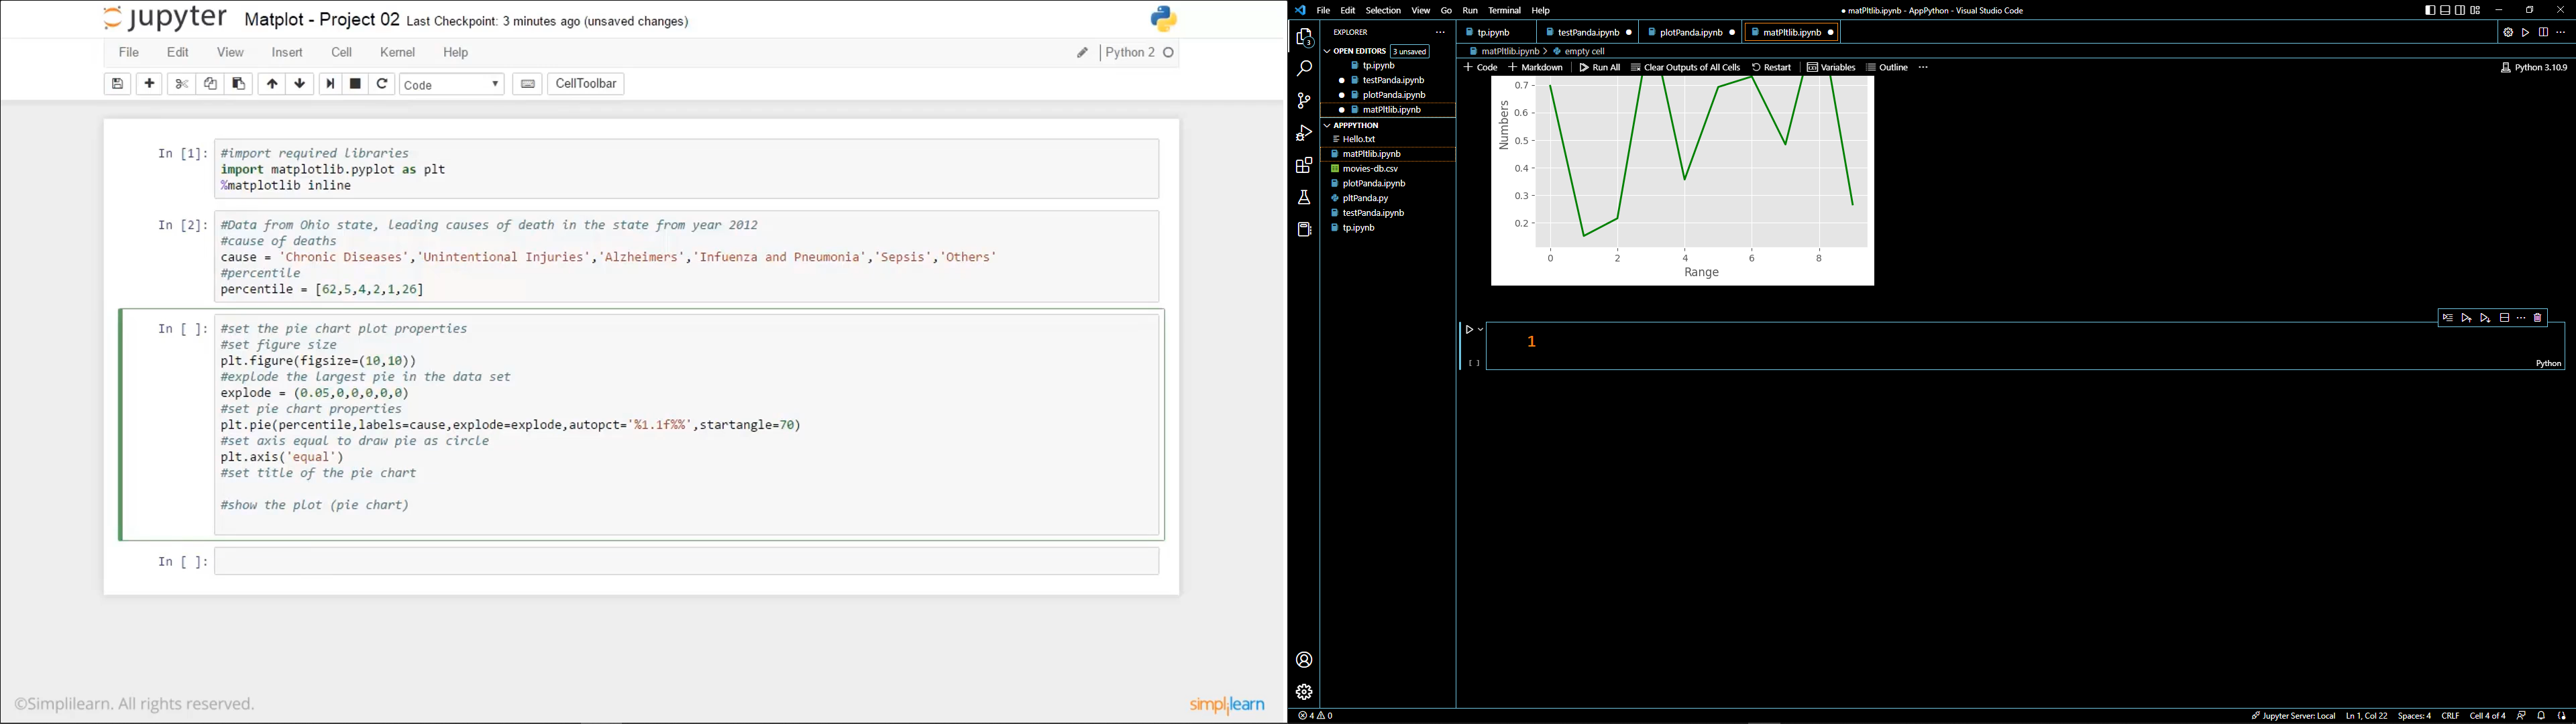 jupyter Matplot - Project 02 Last Checkpoint: 3 minutes ago (unsaved changes)
File Edit View Insert Cell Kernel Help
Python 2
Code
CellToolbar
In [1]:
#import required libraries
import matplotlib.pyplot as plt
%matplotlib inline
In [2]:
#Data from Ohio state, leading causes of death in the state from year 2012
#cause of deaths
cause = 'Chronic Diseases','Unintentional Injuries','Alzheimers','Infuenza and Pneumonia','Sepsis','Others'
#percentile
percentile = [62,5,4,2,1,26]
In [ ]:
#set the pie chart plot properties
#set figure size
plt.figure(figsize=(10,10))
#explode the largest pie in the data set
explode = (0.05,0,0,0,0,0)
#set pie chart properties
plt.pie(percentile,labels=cause,explode=explode,autopct='%1.1f%%',startangle=70)
#set axis equal to draw pie as circle
plt.axis('equal')
#set title of the pie chart
#show the plot (pie chart)
In [ ]:
©Simplilearn. All rights reserved.
simplilearn
File Edit Selection View Go Run Terminal Help
● matPltlib.ipynb - AppPython - Visual Studio Code
EXPLORER
OPEN EDITORS 3 unsaved
tp.ipynb
testPanda.ipynb
plotPanda.ipynb
matPltlib.ipynb
APPPYTHON
Hello.txt
matPltlib.ipynb
movies-db.csv
plotPanda.ipynb
pltPanda.py
testPanda.ipynb
tp.ipynb
3
tp.ipynb testPanda.ipynb plotPanda.ipynb matPltlib.ipynb
matPltlib.ipynb > empty cell
+ Code + Markdown Run All Clear Outputs of All Cells Restart Variables Outline ...
Python 3.10.9
0.7
0.6
0.5
0.4
0.3
0.2
Numbers
0 2 4 6 8
Range
1
[ ]
Python
4 0
Jupyter Server: Local Ln 1, Col 22 Spaces: 4 CRLF Cell 4 of 4